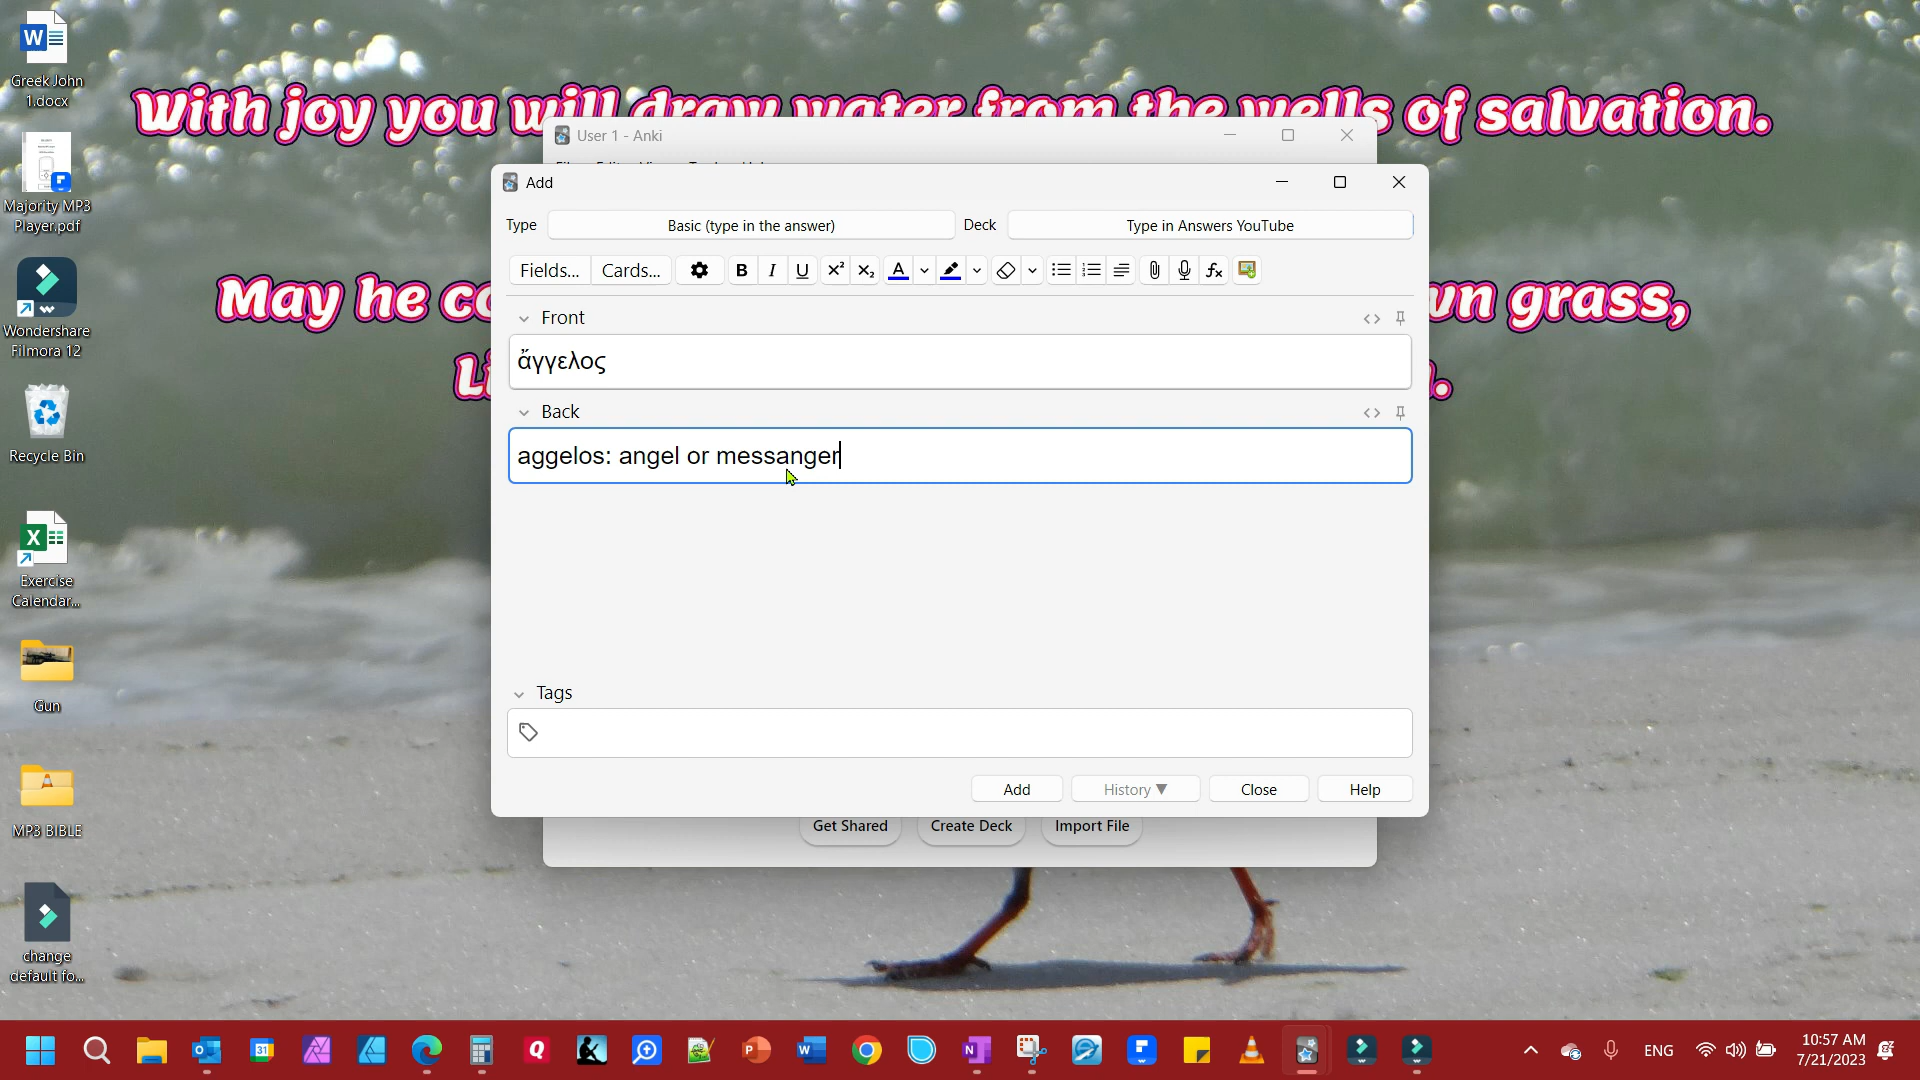 With joy you will draw water from the wells of salvation.
May he co
wn grass,
Greek John
1.docx
Majority MP3
Player.pdf
Wondershare
Filmora 12
Recycle Bin
Exercise
Calendar...
Gun
MP3 BIBLE
change
default fo...
User 1 - Anki
Add
Type
Basic (type in the answer)
Deck
Type in Answers YouTube
Fields...
Cards...
Front
ἄγγελος
Back
aggelos: angel or messanger
Tags
Add
History ▼
Close
Help
Get Shared
Create Deck
Import File
ENG
10:57 AM
7/21/2023